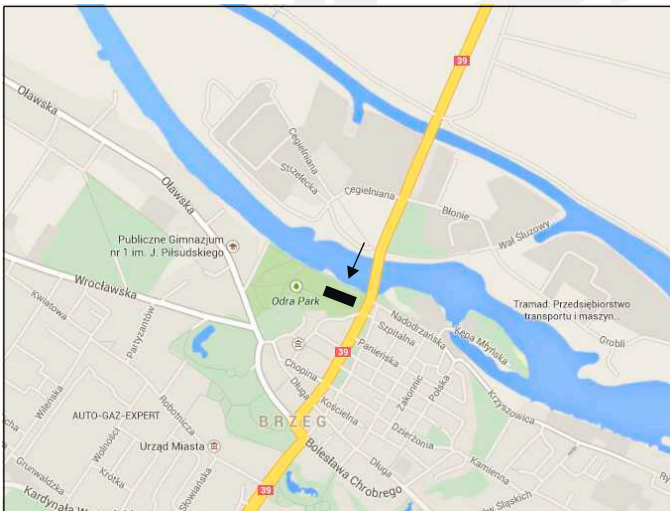 39
Oławska
Oławska
Cegielniana
Strzelecka
Cegielniana
Błonie
Wał Śluzowy
Publiczne Gimnazjum
nr 1 im. J. Piłsudskiego
Wrocławska
Odra Park
Tramad. Przedsiębiorstwo
transportu i maszyn...
Kwiatowa
Partyzantów
Nadodrzańska
Szpitalna
Kępa Młyńska
Grobli
39
Panieńska
Chopina
Długa
Zakonnic
Polska
Krzyszowica
Wileńska
AUTO-GAZ-EXPERT
Robotnicza
Kościelna
BRZEG
Dzierżonia
Wolności
Urząd Miasta
Bolesława Chrobrego
Długa
Kamienna
Grunwaldzka
Krótka
Słowiańska
39
Kardynała